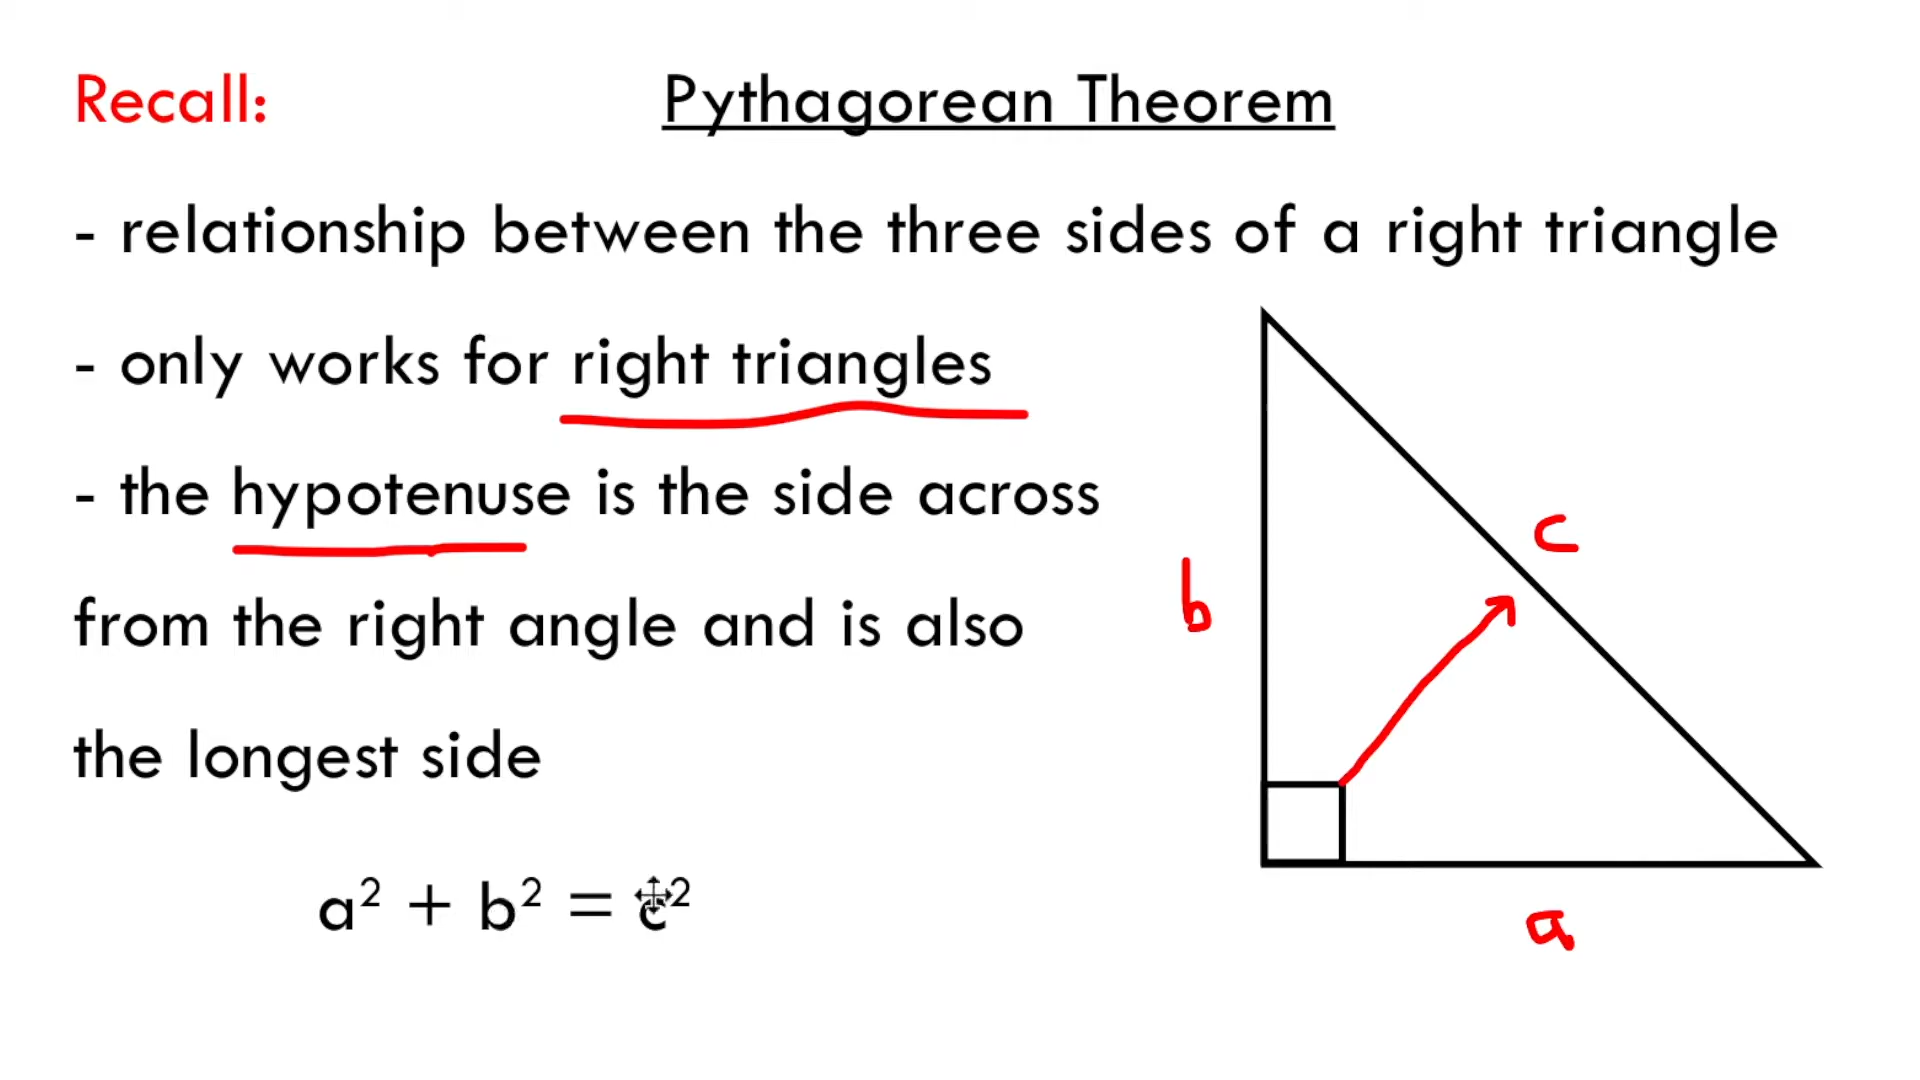 Recall: Pythagorean Theorem
- relationship between the three sides of a right triangle
- only works for right triangles
- the hypotenuse is the side across
from the right angle and is also
the longest side
a² + b² = c²
c
b
a